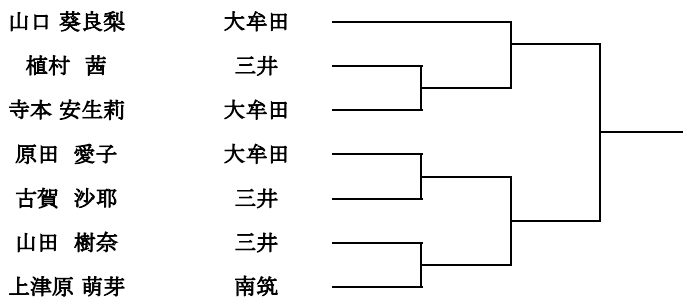 山口 葵良梨 大牟田
植村 茜 三井
寺本 安生莉 大牟田
原田 愛子 大牟田
古賀 沙耶 三井
山田 樹奈 三井
上津原 萌芽 南筑